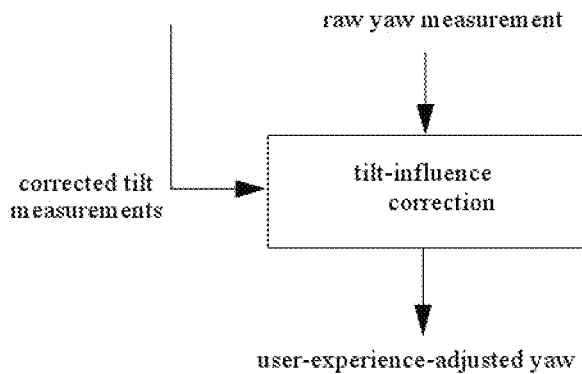 raw yaw measurement
tilt-influence
correction
corrected tilt
measurements
user-experience-adjusted yaw